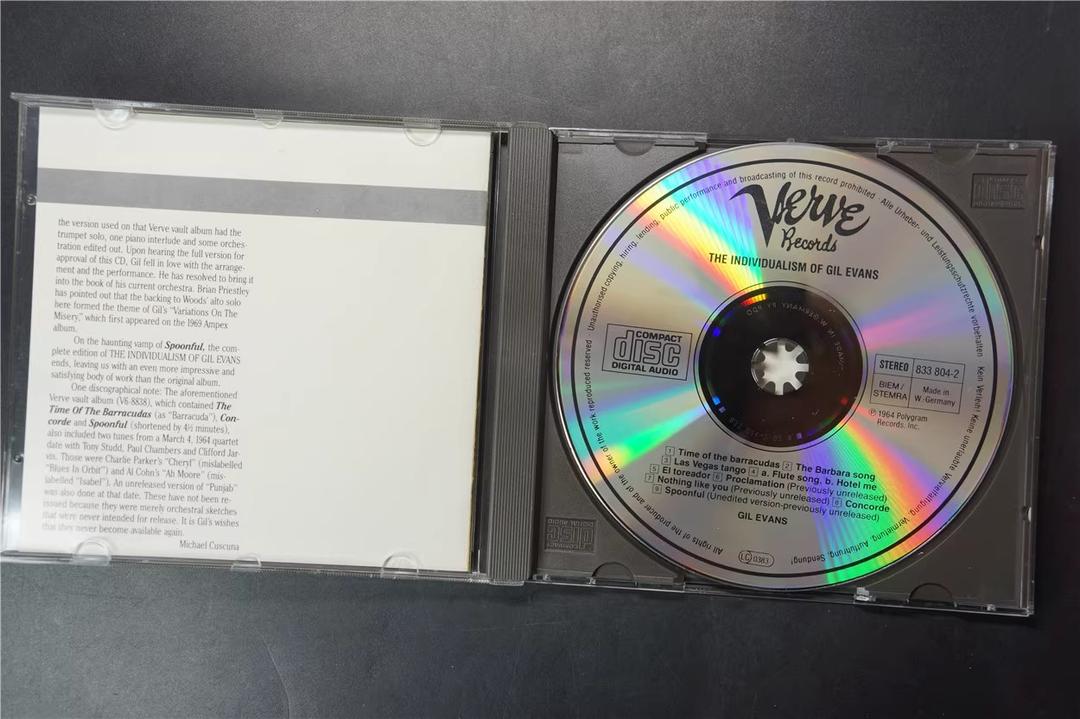 the version used on that Verve vault album had the
trumpet solo, one piano interlude and some orches-
tration edited out. Upon hearing the full version for
approval of this CD, Gil fell in love with the arrange-
ment and the performance. He has resolved to bring it
into the book of his current orchestra. Brian Priestley
has pointed out that the backing to Woods' alto solo
here formed the theme of Gil's "Variations On The
Misery," which first appeared on the 1969 Ampex
album.
On the haunting vamp of Spoonful, the com-
plete edition of THE INDIVIDUALISM OF GIL EVANS
ends, leaving us with an even more impressive and
satisfying body of work than the original album.
One discographical note: The aforementioned
Verve vault album (V6-8838), which contained The
Time Of The Barracudas (as "Barracuda"), Con-
corde and Spoonful (shortened by 4½ minutes),
also included two tunes from a March 4, 1964 quartet
date with Tony Studd, Paul Chambers and Clifford Jar-
vis. Those were Charlie Parker's "Cheryl" (mislabelled
"Blues In Orbit") and Al Cohn's "Ah Moore" (mis-
labelled "Isabel"). An unreleased version of "Punjab"
was also done at that date. These have not been re-
issued because they were merely orchestral sketches
that were never intended for release. It is Gil's wishes
that they never become available again.
Michael Cuscuna
Verve
Records
THE INDIVIDUALISM OF GIL EVANS
COMPACT
disc
DIGITAL AUDIO
STEREO 833 804-2
BIEM/
STEMRA
Made in
W.-Germany
℗ 1964 Polygram
Records, Inc.
1 Time of the barracudas 2 The Barbara song
3 Las Vegas tango 4 a. Flute song, b. Hotel me
5 El toreador 6 Proclamation (Previously unreleased)
7 Nothing like you (Previously unreleased) 8 Concorde
9 Spoonful (Unedited version-previously unreleased)
GIL EVANS
LC 0383
All rights of the producer and of the owner of the work reproduced reserved · Unauthorised copying, hiring, lending, public performance and broadcasting of this record prohibited · Alle Urheber- und Leistungsschutzrechte vorbehalten · Kein Verleih! Keine unerlaubte Vervielfältigung, Vermietung, Aufführung, Sendung!
MADE IN W.GERMANY BY PDO